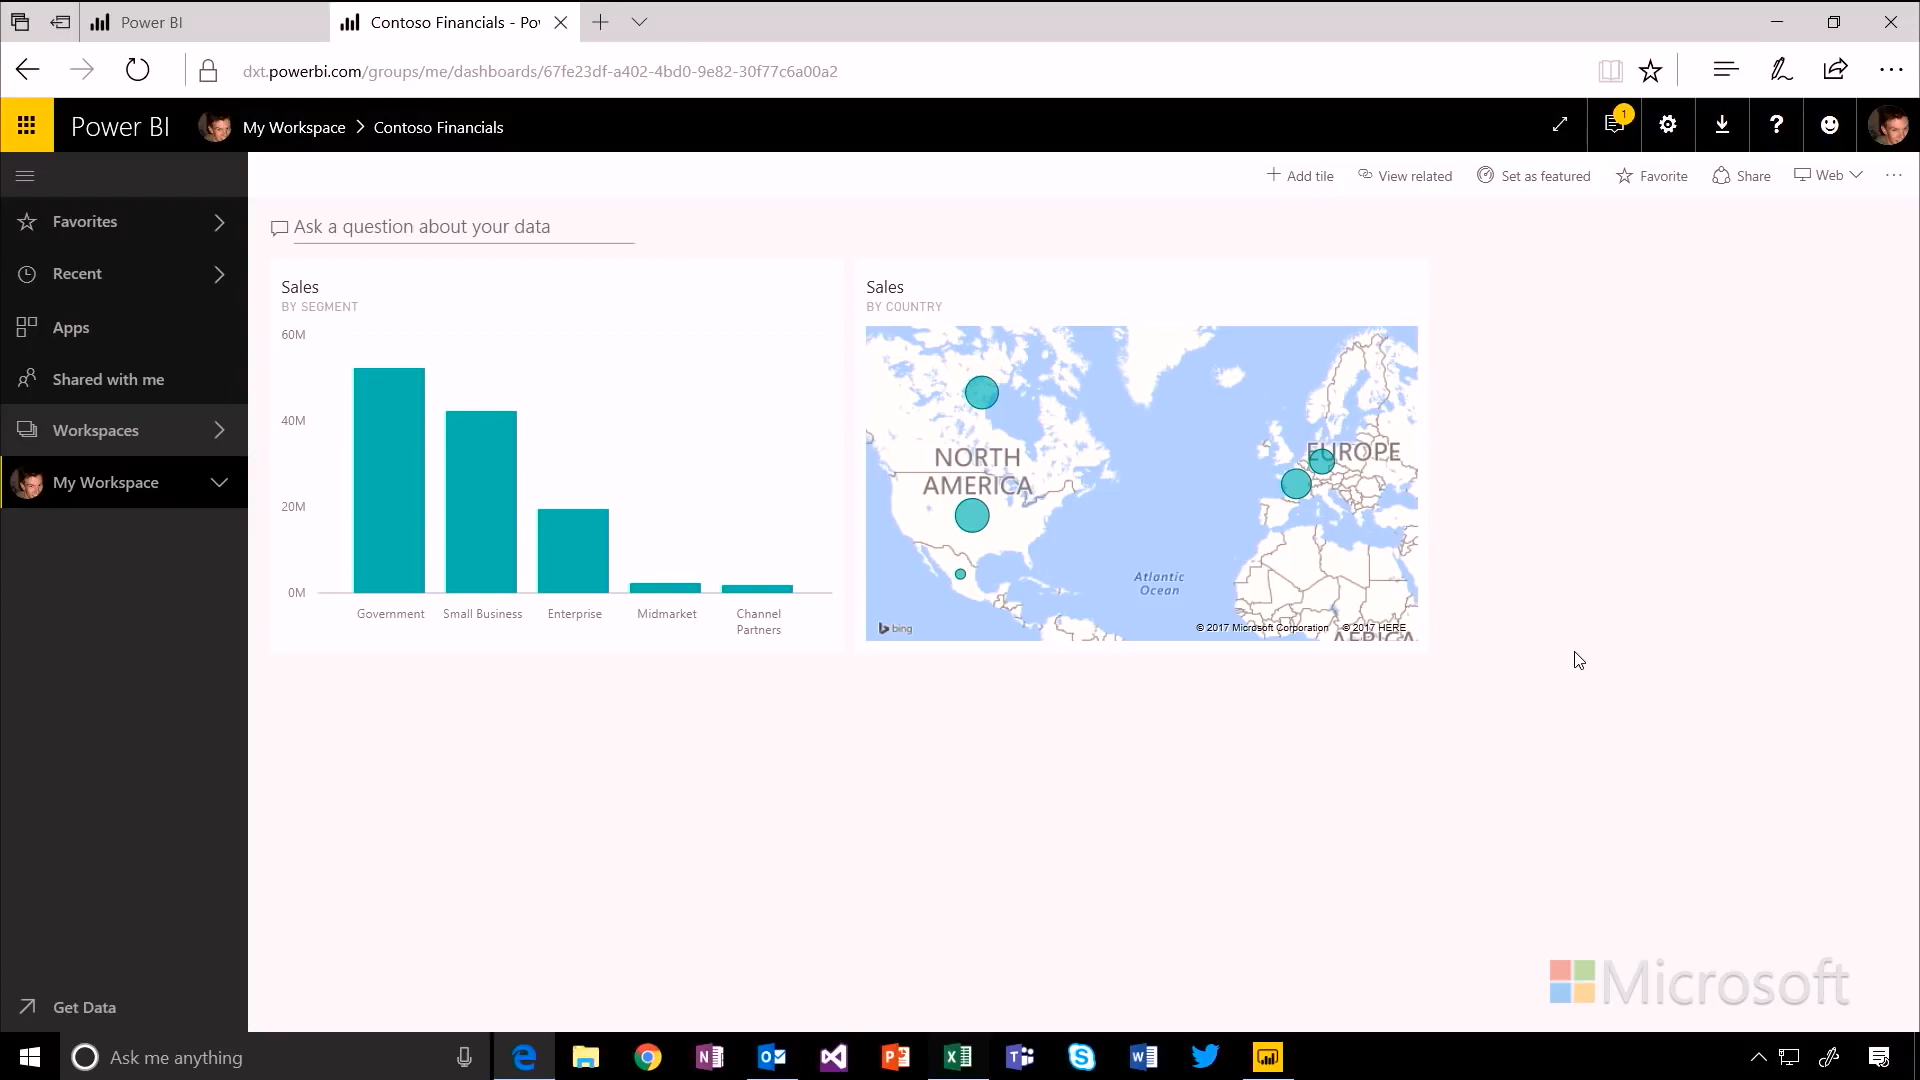 Power BI
Contoso Financials - Po
dxt.powerbi.com/groups/me/dashboards/67fe23df-a402-4bd0-9e82-30f77c6a00a2
Power BI
My Workspace > Contoso Financials
1
?
Add tile
View related
Set as featured
Favorite
Share
Web
Favorites
Recent
Apps
Shared with me
Workspaces
My Workspace
Get Data
Ask a question about your data
Sales
BY SEGMENT
60M
40M
20M
0M
Government
Small Business
Enterprise
Midmarket
Channel
Partners
Sales
BY COUNTRY
NORTH
AMERICA
EUROPE
Atlantic
Ocean
AFRICA
bing
© 2017 Microsoft Corporation
© 2017 HERE
Microsoft
Ask me anything